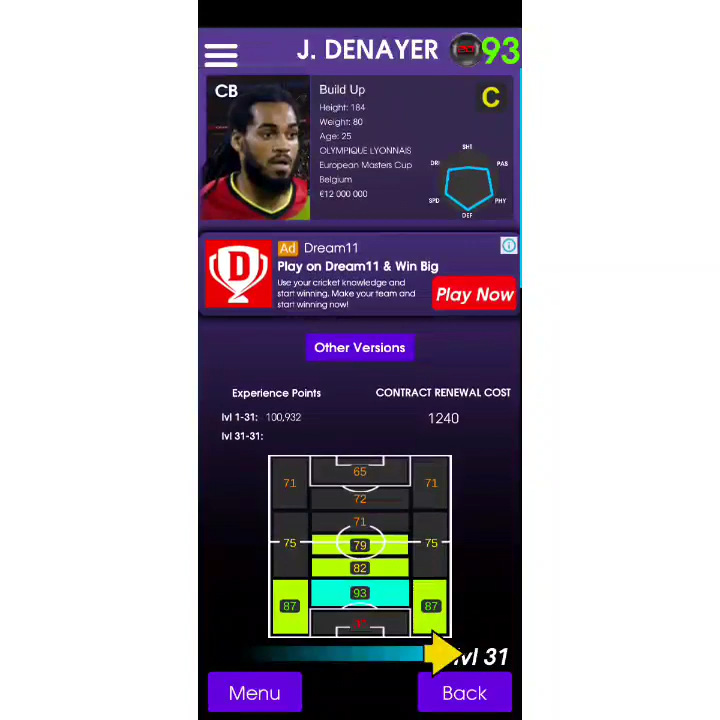 J. DENAYER
20
93
CB
Build Up
C
Height: 184
Weight: 80
Age: 25
OLYMPIQUE LYONNAIS
European Masters Cup
Belgium
€12 000 000
SHT
DRI
PAS
SPD
PHY
DEF
Ad Dream11
Play on Dream11 & Win Big
Use your cricket knowledge and
start winning. Make your team and
start winning now!
D
Play Now
Other Versions
Experience Points
CONTRACT RENEWAL COST
lvl 1-31: 100,932
1240
lvl 31-31:
65
71
71
72
71
75
79
75
82
93
87
87
lvl 31
Menu
Back